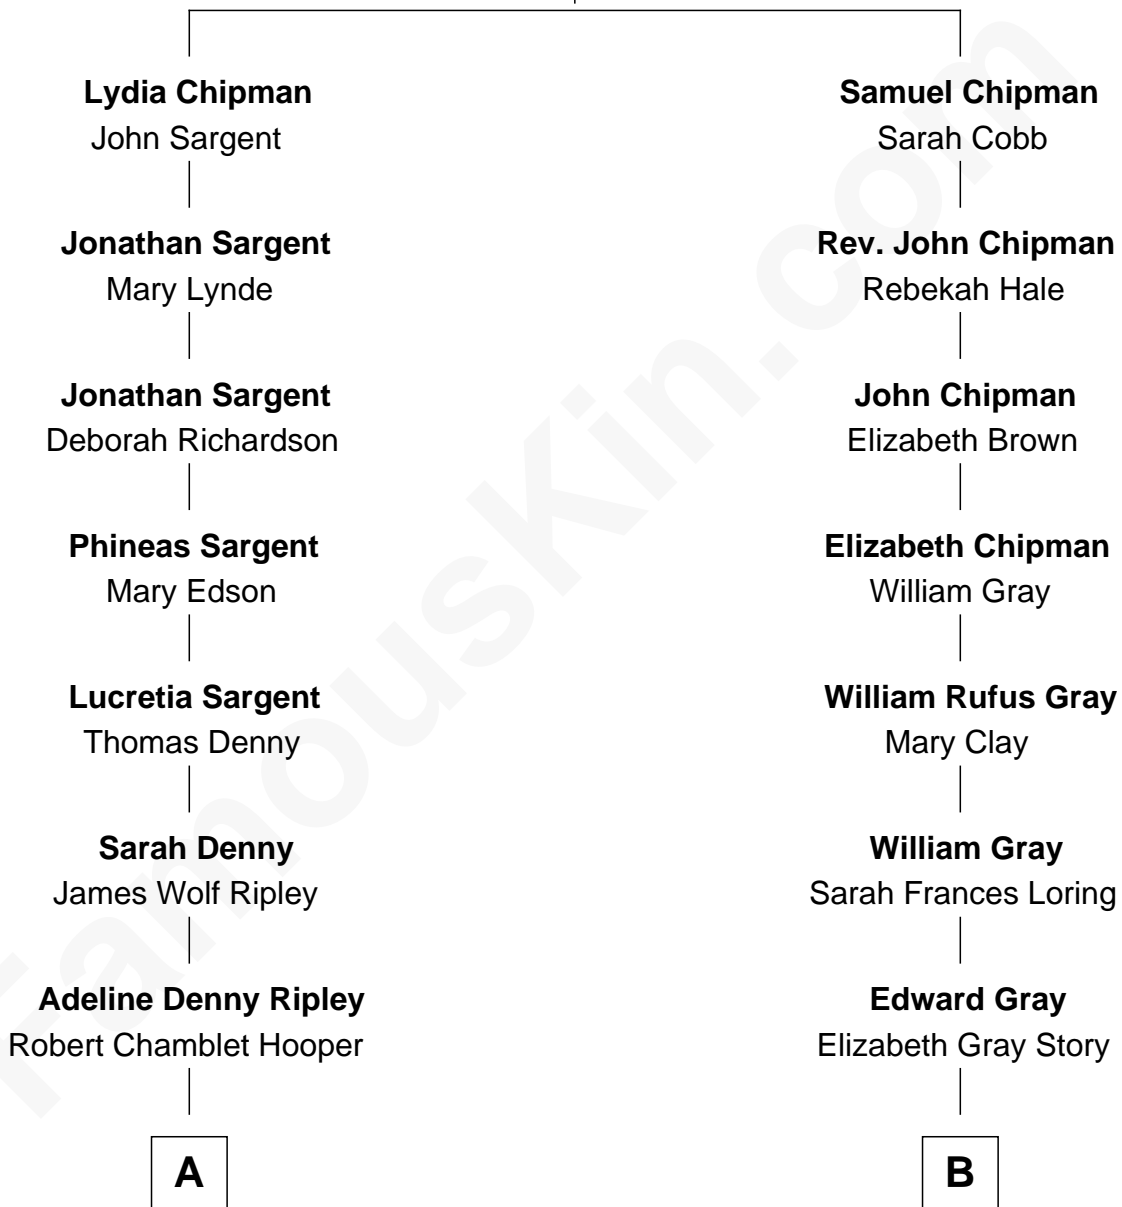 Lydia Chipman
John Sargent
Jonathan Sargent
Mary Lynde
Jonathan Sargent
Deborah Richardson
Phineas Sargent
Mary Edson
Lucretia Sargent
Thomas Denny
Sarah Denny
James Wolf Ripley
Adeline Denny Ripley
Robert Chamblet Hooper
A
Samuel Chipman
Sarah Cobb
Rev. John Chipman
Rebekah Hale
John Chipman
Elizabeth Brown
Elizabeth Chipman
William Gray
William Rufus Gray
Mary Clay
William Gray
Sarah Frances Loring
Edward Gray
Elizabeth Gray Story
B
FamousKin.com